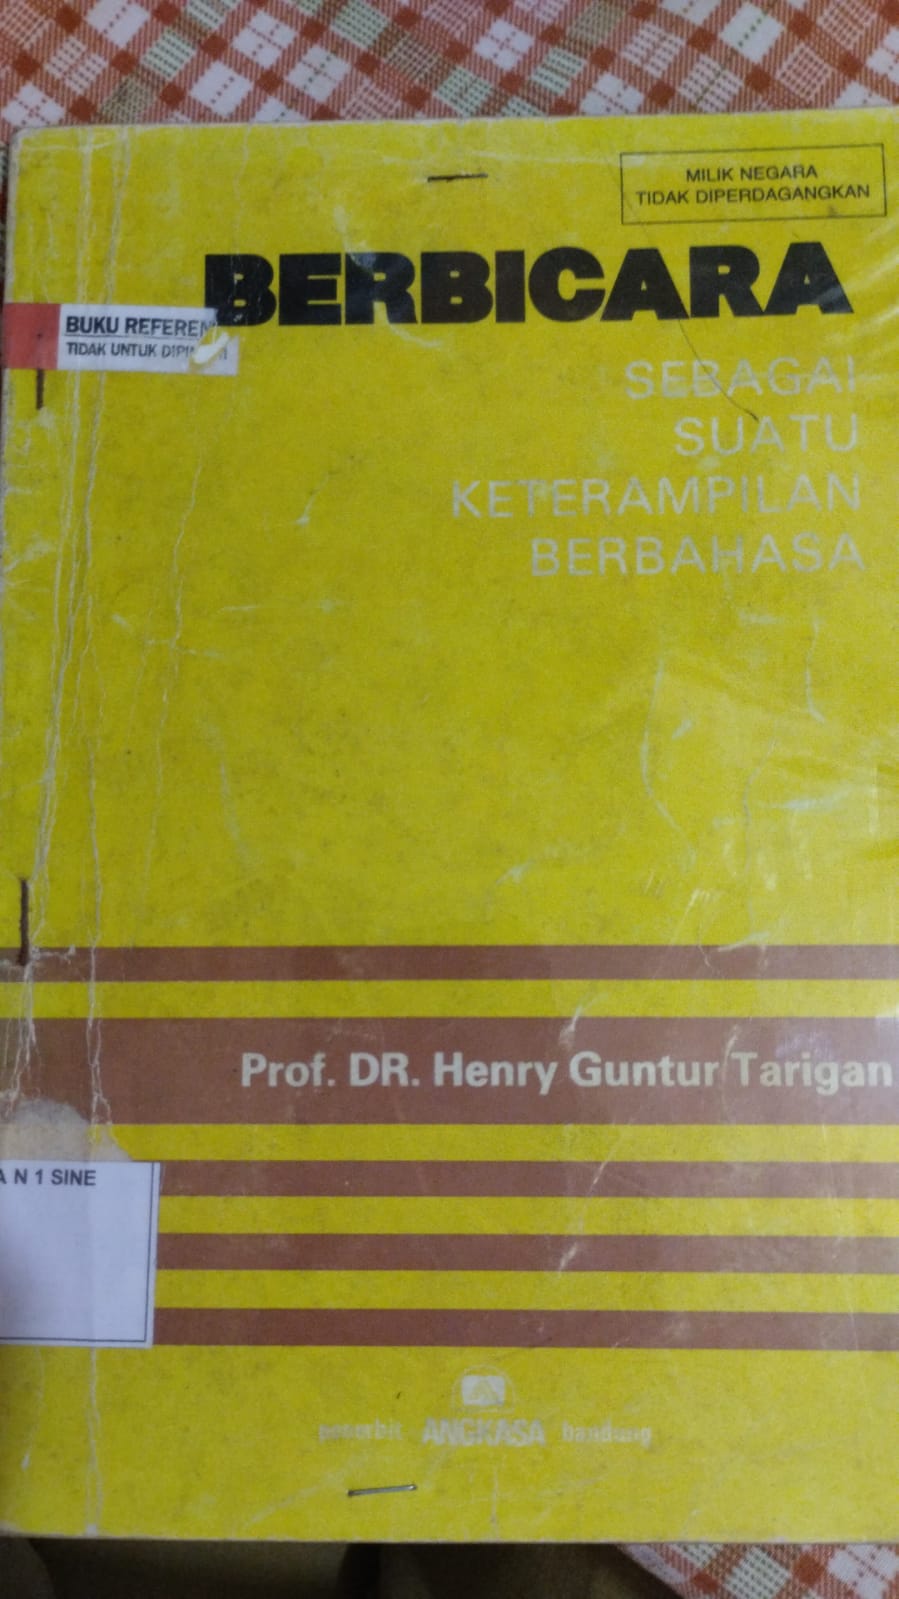 MILIK NEGARA
TIDAK DIPERDAGANGKAN
BERBICARA
BUKU REFEREN
TIDAK UNTUK
SEBAGAI
SUATU
KETERAMPILAN
BERBAHASA
Prof. DR. Henry Guntur Tarigan
A N 1 SINE
penerbit ANGKASA bandung